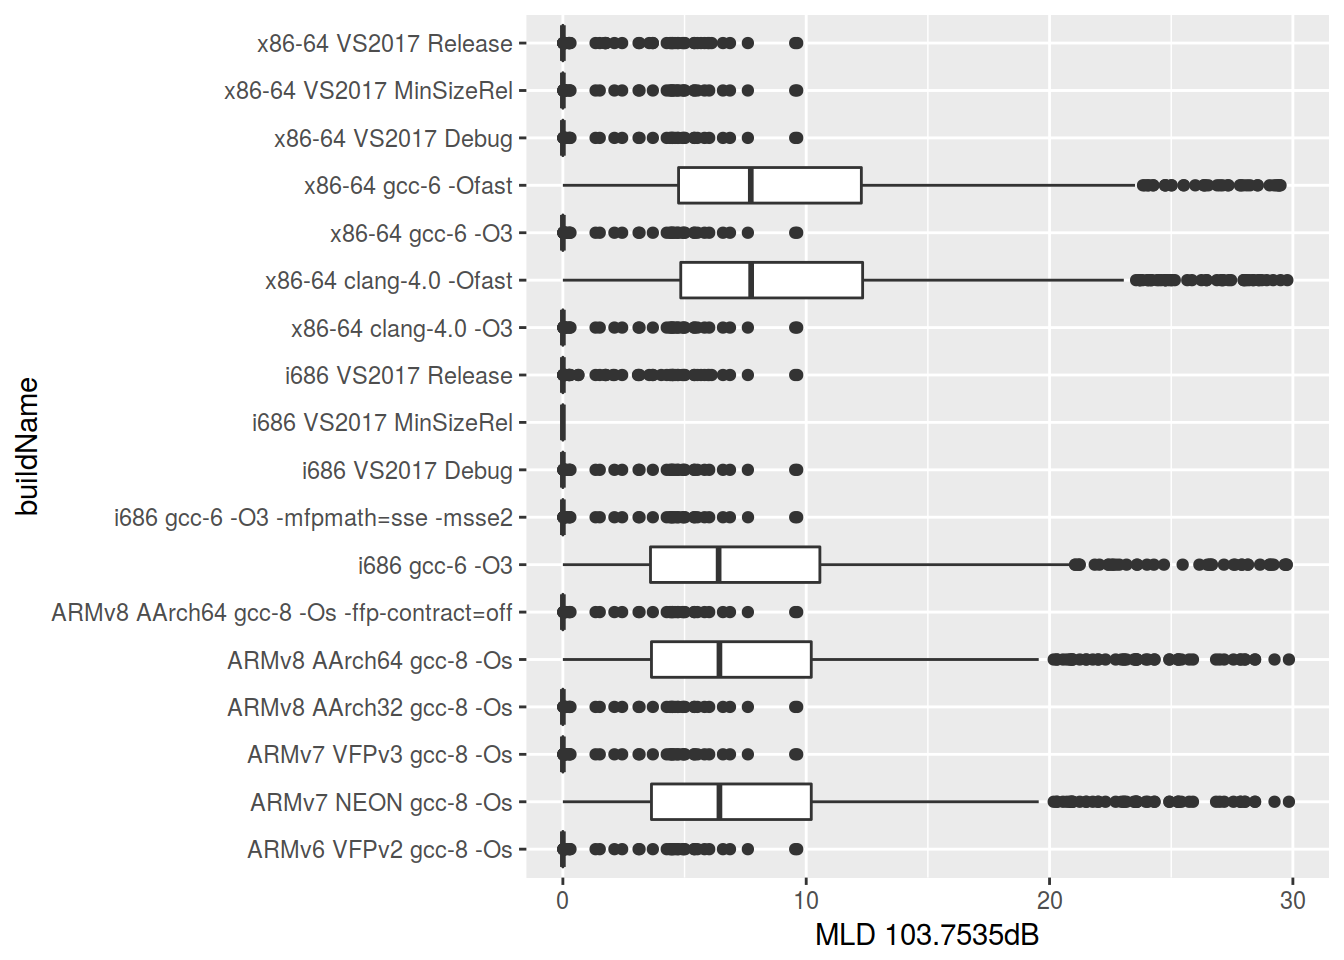 x86-64 VS2017 Release
x86-64 VS2017 MinSizeRel
x86-64 VS2017 Debug
x86-64 gcc-6 -Ofast
x86-64 gcc-6 -O3
x86-64 clang-4.0 -Ofast
x86-64 clang-4.0 -O3
i686 VS2017 Release
i686 VS2017 MinSizeRel
i686 VS2017 Debug
i686 gcc-6 -O3 -mfpmath=sse -msse2
i686 gcc-6 -O3
ARMv8 AArch64 gcc-8 -Os -ffp-contract=off
ARMv8 AArch64 gcc-8 -Os
ARMv8 AArch32 gcc-8 -Os
ARMv7 VFPv3 gcc-8 -Os
ARMv7 NEON gcc-8 -Os
ARMv6 VFPv2 gcc-8 -Os
buildName
0 10 20 30
MLD 103.7535dB